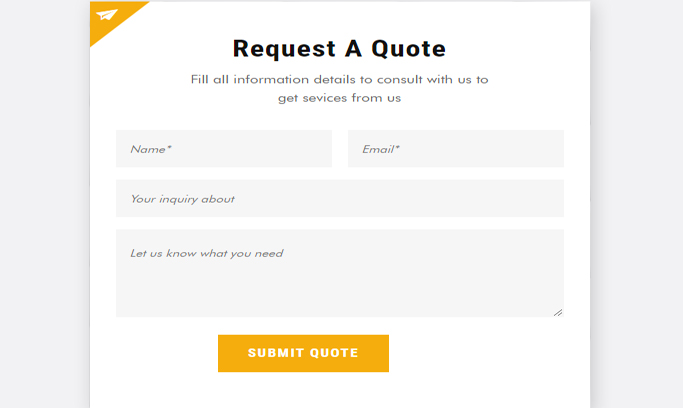 Request A Quote
Fill all information details to consult with us to
get sevices from us
Name* Email*
Your inquiry about
Let us know what you need
SUBMIT QUOTE